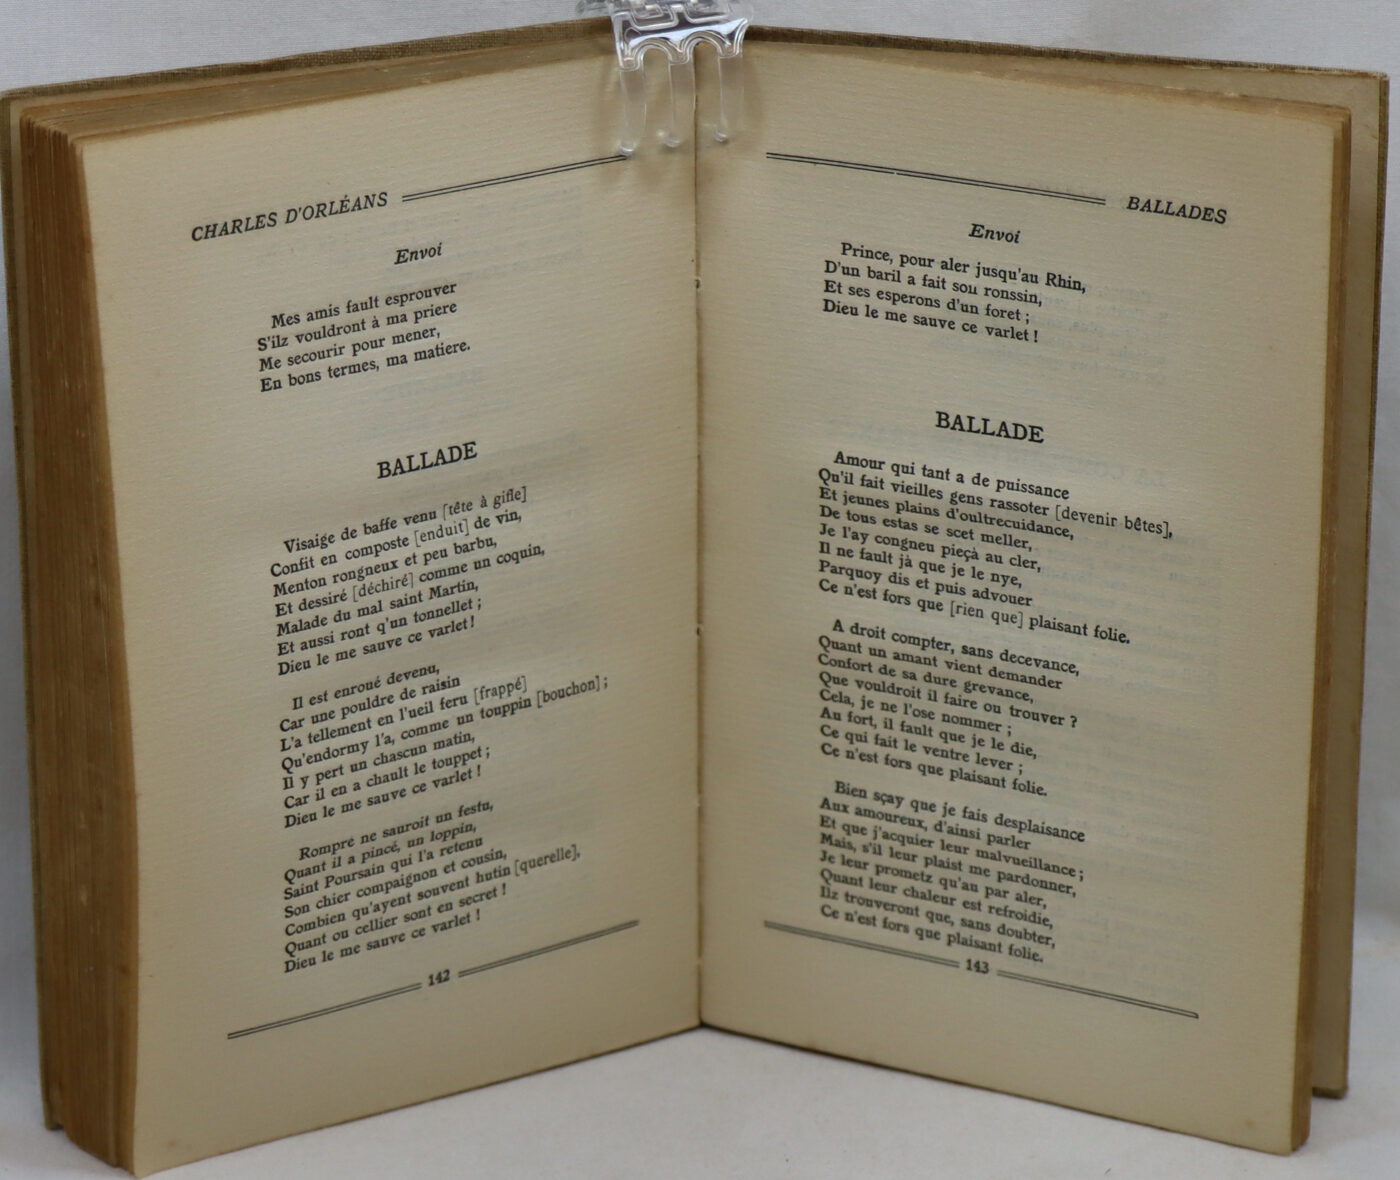 CHARLES D'ORLÉANS
Envoi
Mes amis fault esprouver
S'ilz vouldront à ma priere
Me secourir pour mener,
En bons termes, ma matiere.
BALLADE
Visaige de baffe venu [tête à gifle]
Confit en composte [enduit] de vin,
Menton rongneux et peu barbu,
Et dessiré [déchiré] comme un coquin,
Malade du mal saint Martin,
Et aussi ront q'un tonnellet ;
Dieu le me sauve ce varlet !
Il est enroué devenu,
Car une pouldre de raisin
L'a tellement en l'ueil feru [frappé]
Qu'endormy l'a, comme un touppin [bouchon] ;
Il y pert un chascun matin,
Car il en a chault le touppet ;
Dieu le me sauve ce varlet !
Rompre ne sauroit un festu,
Quant il a pincé, un loppin,
Saint Poursain qui l'a retenu
Son chier compaignon et cousin,
Combien qu'ayent souvent hutin [querelle],
Quant ou cellier sont en secret !
Dieu le me sauve ce varlet !
142
BALLADES
Envoi
Prince, pour aler jusqu'au Rhin,
D'un baril a fait sou ronssin,
Et ses esperons d'un foret ;
Dieu le me sauve ce varlet !
BALLADE
Amour qui tant a de puissance
Qu'il fait vieilles gens rassoter [devenir bêtes],
Et jeunes plains d'oultrecuidance,
De tous estas se scet meller,
Je l'ay congneu pieçà au cler,
Il ne fault jà que je le nye,
Parquoy dis et puis advouer
Ce n'est fors que [rien que] plaisant folie.
A droit compter, sans decevance,
Quant un amant vient demander
Confort de sa dure grevance,
Que vouldroit il faire ou trouver ?
Cela, je ne l'ose nommer ;
Au fort, il fault que je le die,
Ce qui fait le ventre lever ;
Ce n'est fors que plaisant folie.
Bien sçay que je fais desplaisance
Aux amoureux, d'ainsi parler
Et que j'acquier leur malvueillance ;
Mais, s'il leur plaist me pardonner,
Je leur prometz qu'au par aler,
Quant leur chaleur est refroidie,
Ilz trouveront que, sans doubter,
Ce n'est fors que plaisant folie.
143